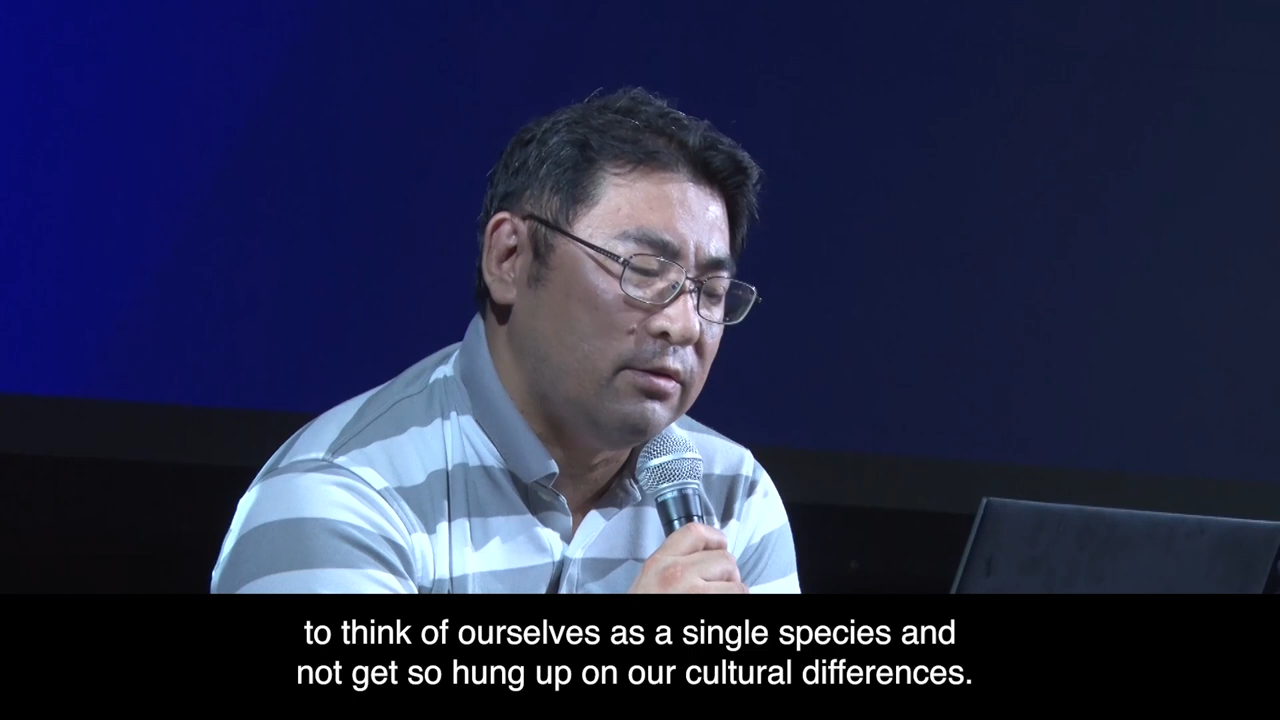 to think of ourselves as a single species and
not get so hung up on our cultural differences.